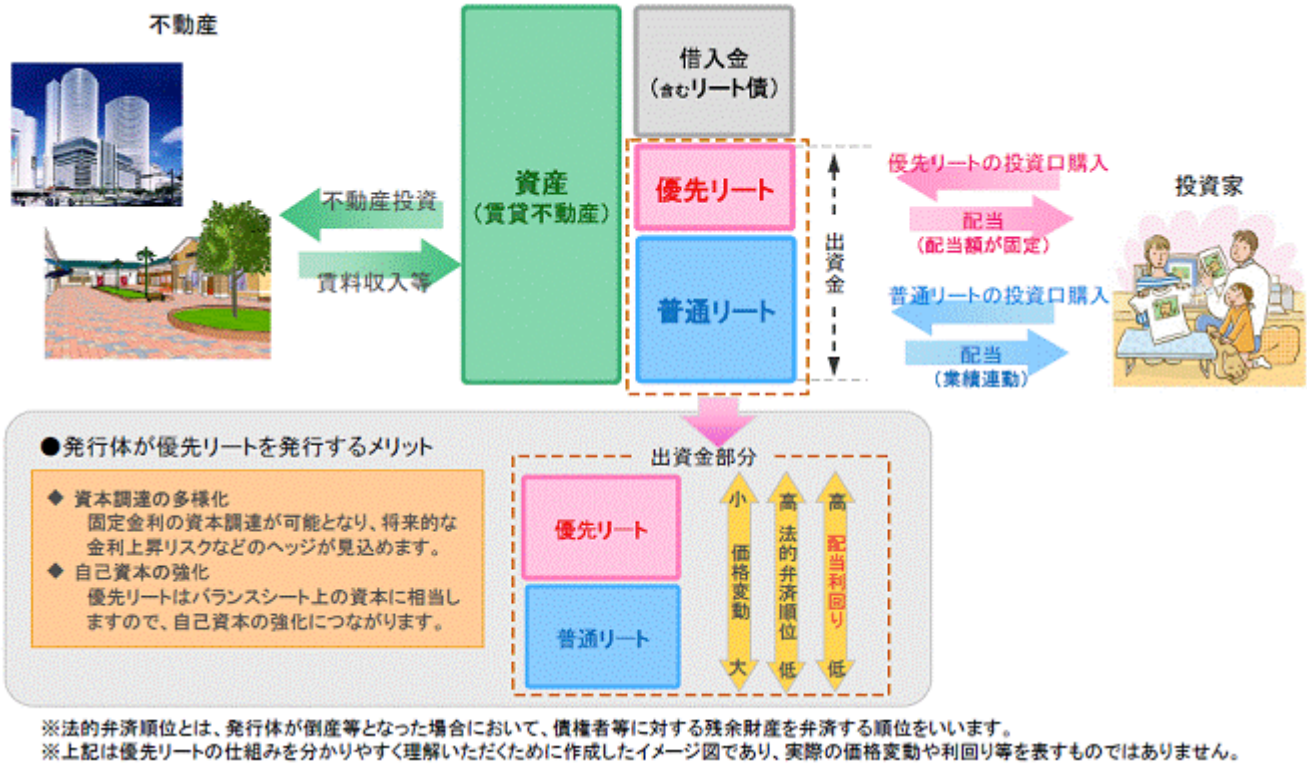 不動産
借入金
(含むリート債)
資産
(賃貸不動産)
優先リート
普通リート
出資金
不動産投資
賃料収入等
優先リートの投資口購入
配当
(配当額が固定)
普通リートの投資口購入
配当
(業績連動)
投資家
●発行体が優先リートを発行するメリット
◆ 資本調達の多様化
固定金利の資本調達が可能となり、将来的な
金利上昇リスクなどのヘッジが見込めます。
◆ 自己資本の強化
優先リートはバランスシート上の資本に相当し
ますので、自己資本の強化につながります。
出資金部分
優先リート
普通リート
小 価格変動 大
高 法的弁済順位 低
高 配当利回り 低
※法的弁済順位とは、発行体が倒産等となった場合において、債権者等に対する残余財産を弁済する順位をいいます。
※上記は優先リートの仕組みを分かりやすく理解いただくために作成したイメージ図であり、実際の価格変動や利回り等を表すものではありません。